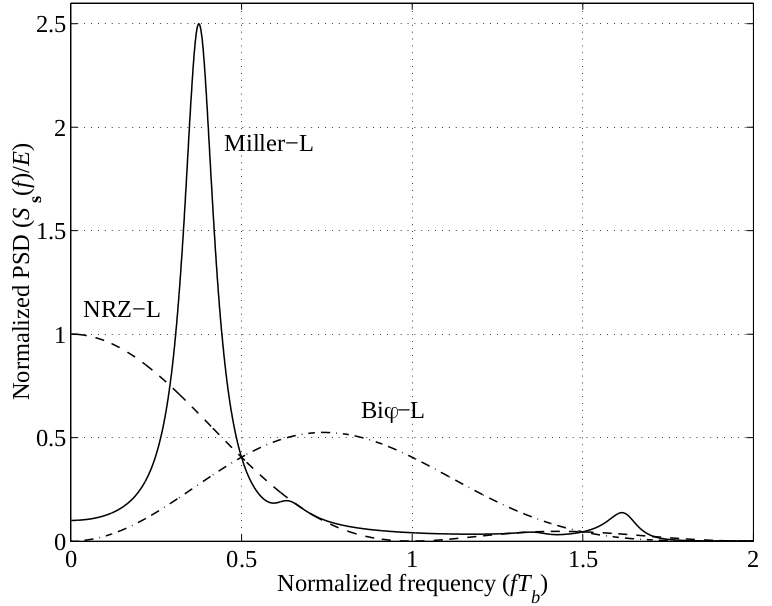 2.5
2
1.5
1
0.5
0
Miller−L
NRZ−L
Biφ−L
0 0.5 1 1.5 2
Normalized frequency (fT_b)
Normalized PSD (S_s(f)/E)